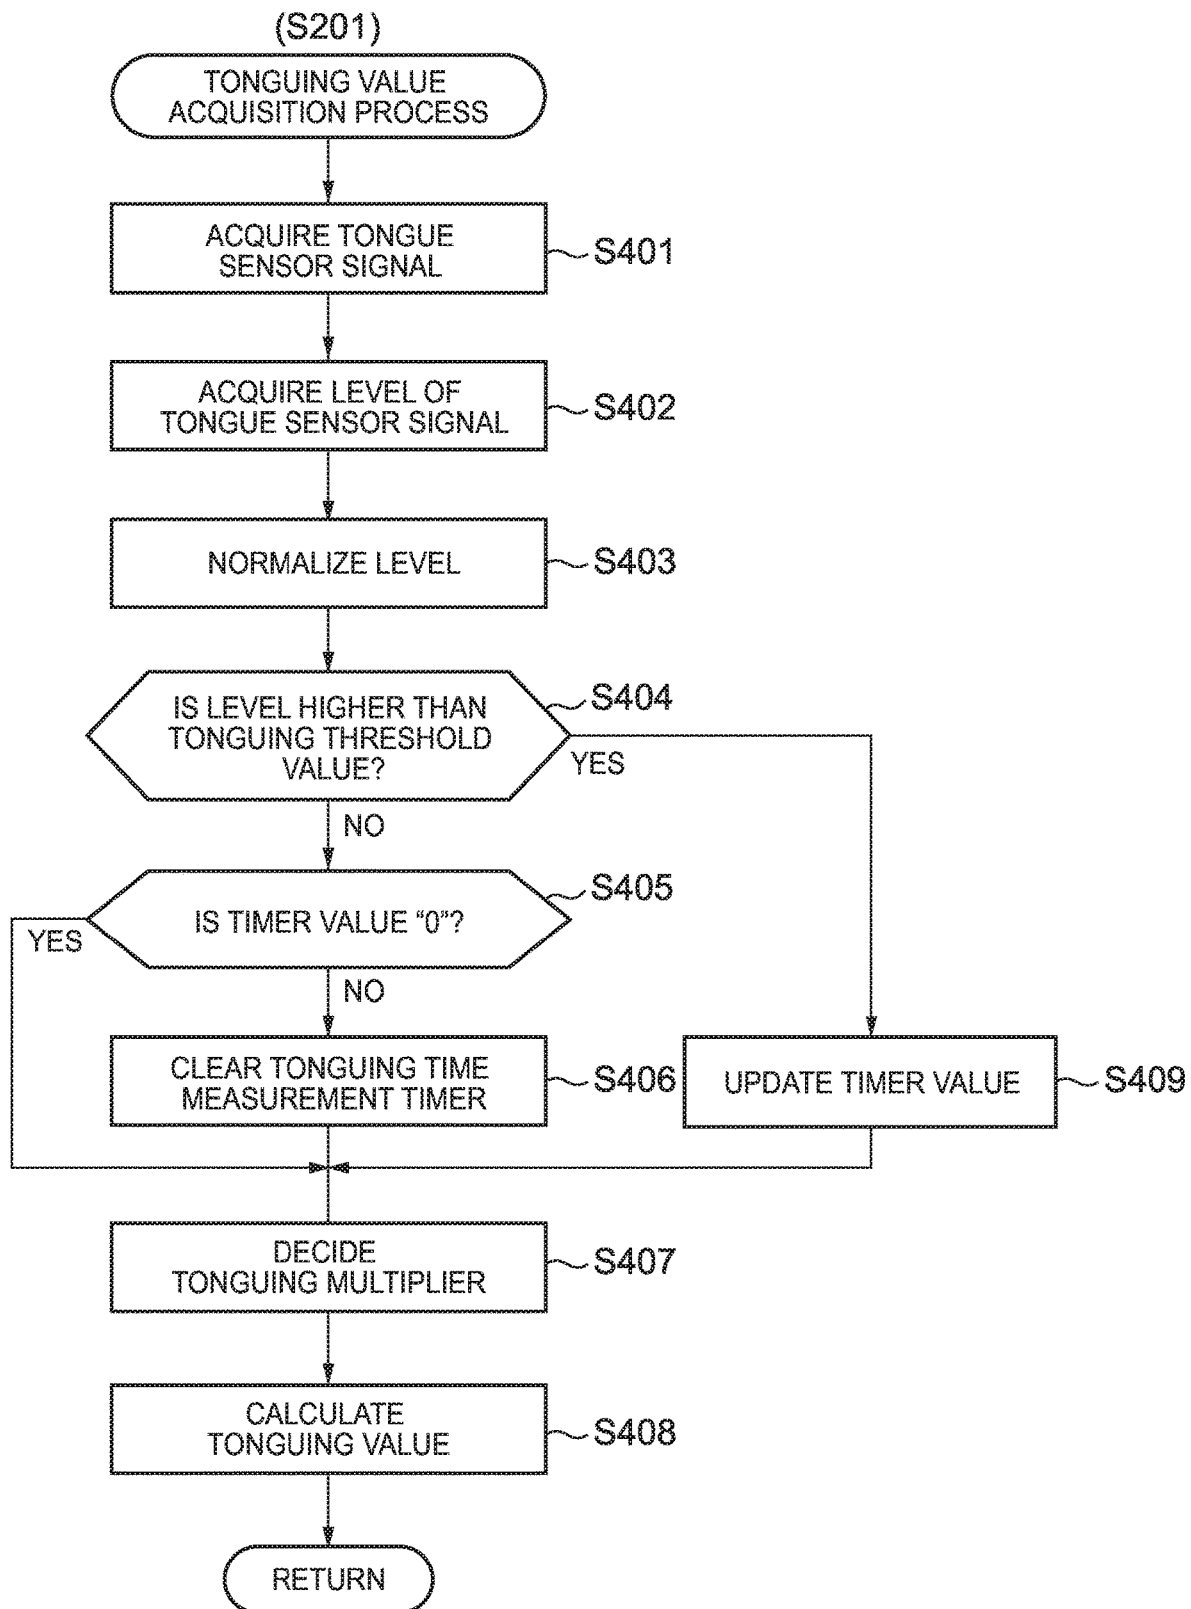 (S201)
TONGUING VALUE
ACQUISITION PROCESS
ACQUIRE TONGUE
SENSOR SIGNAL
S401
ACQUIRE LEVEL OF
TONGUE SENSOR SIGNAL
S402
NORMALIZE LEVEL
S403
IS LEVEL HIGHER THAN
TONGUING THRESHOLD
VALUE?
S404
YES
NO
IS TIMER VALUE “0”?
S405
YES
NO
CLEAR TONGUING TIME
MEASUREMENT TIMER
S406
UPDATE TIMER VALUE
S409
DECIDE
TONGUING MULTIPLIER
S407
CALCULATE
TONGUING VALUE
S408
RETURN